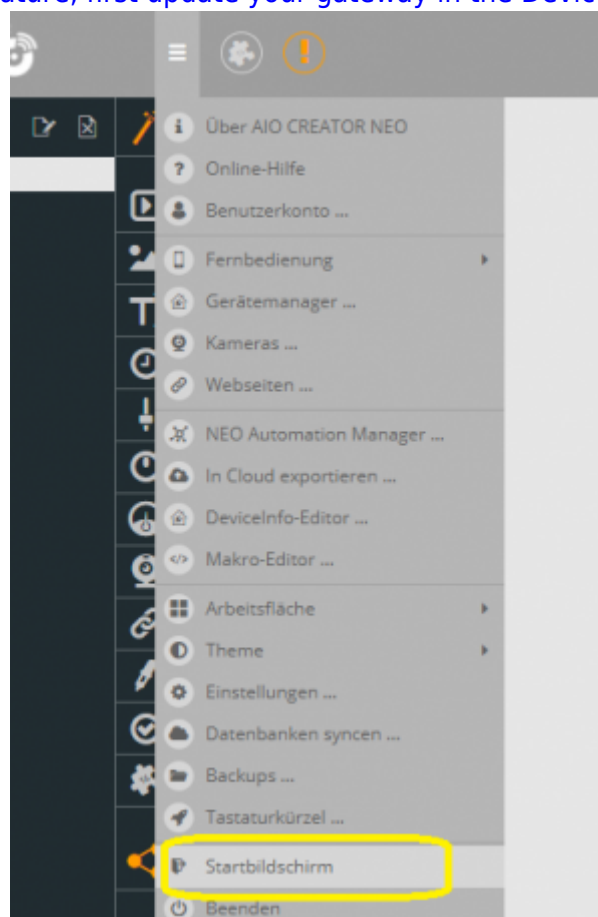 ature, first update your gateway in the Devic
Über AIO CREATOR NEO
Online-Hilfe
Benutzerkonto ...
Fernbedienung
Gerätemanager ...
Kameras ...
Webseiten ...
NEO Automation Manager ...
In Cloud exportieren ...
DeviceInfo-Editor ...
Makro-Editor ...
Arbeitsfläche
Theme
Einstellungen ...
Datenbanken syncen ...
Backups ...
Tastaturkürzel ...
Startbildschirm
Beenden